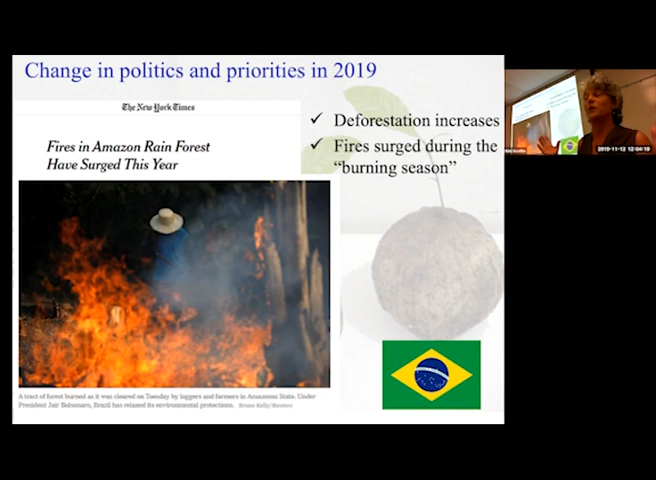 Change in politics and priorities in 2019
The New York Times
Fires in Amazon Rain Forest
Have Surged This Year
✓ Deforestation increases
✓ Fires surged during the
“burning season”
A tract of forest burned as it was cleared on Tuesday by loggers and farmers in Amazonas State. Under
President Jair Bolsonaro, Brazil has relaxed its environmental protections.
2019-11-12